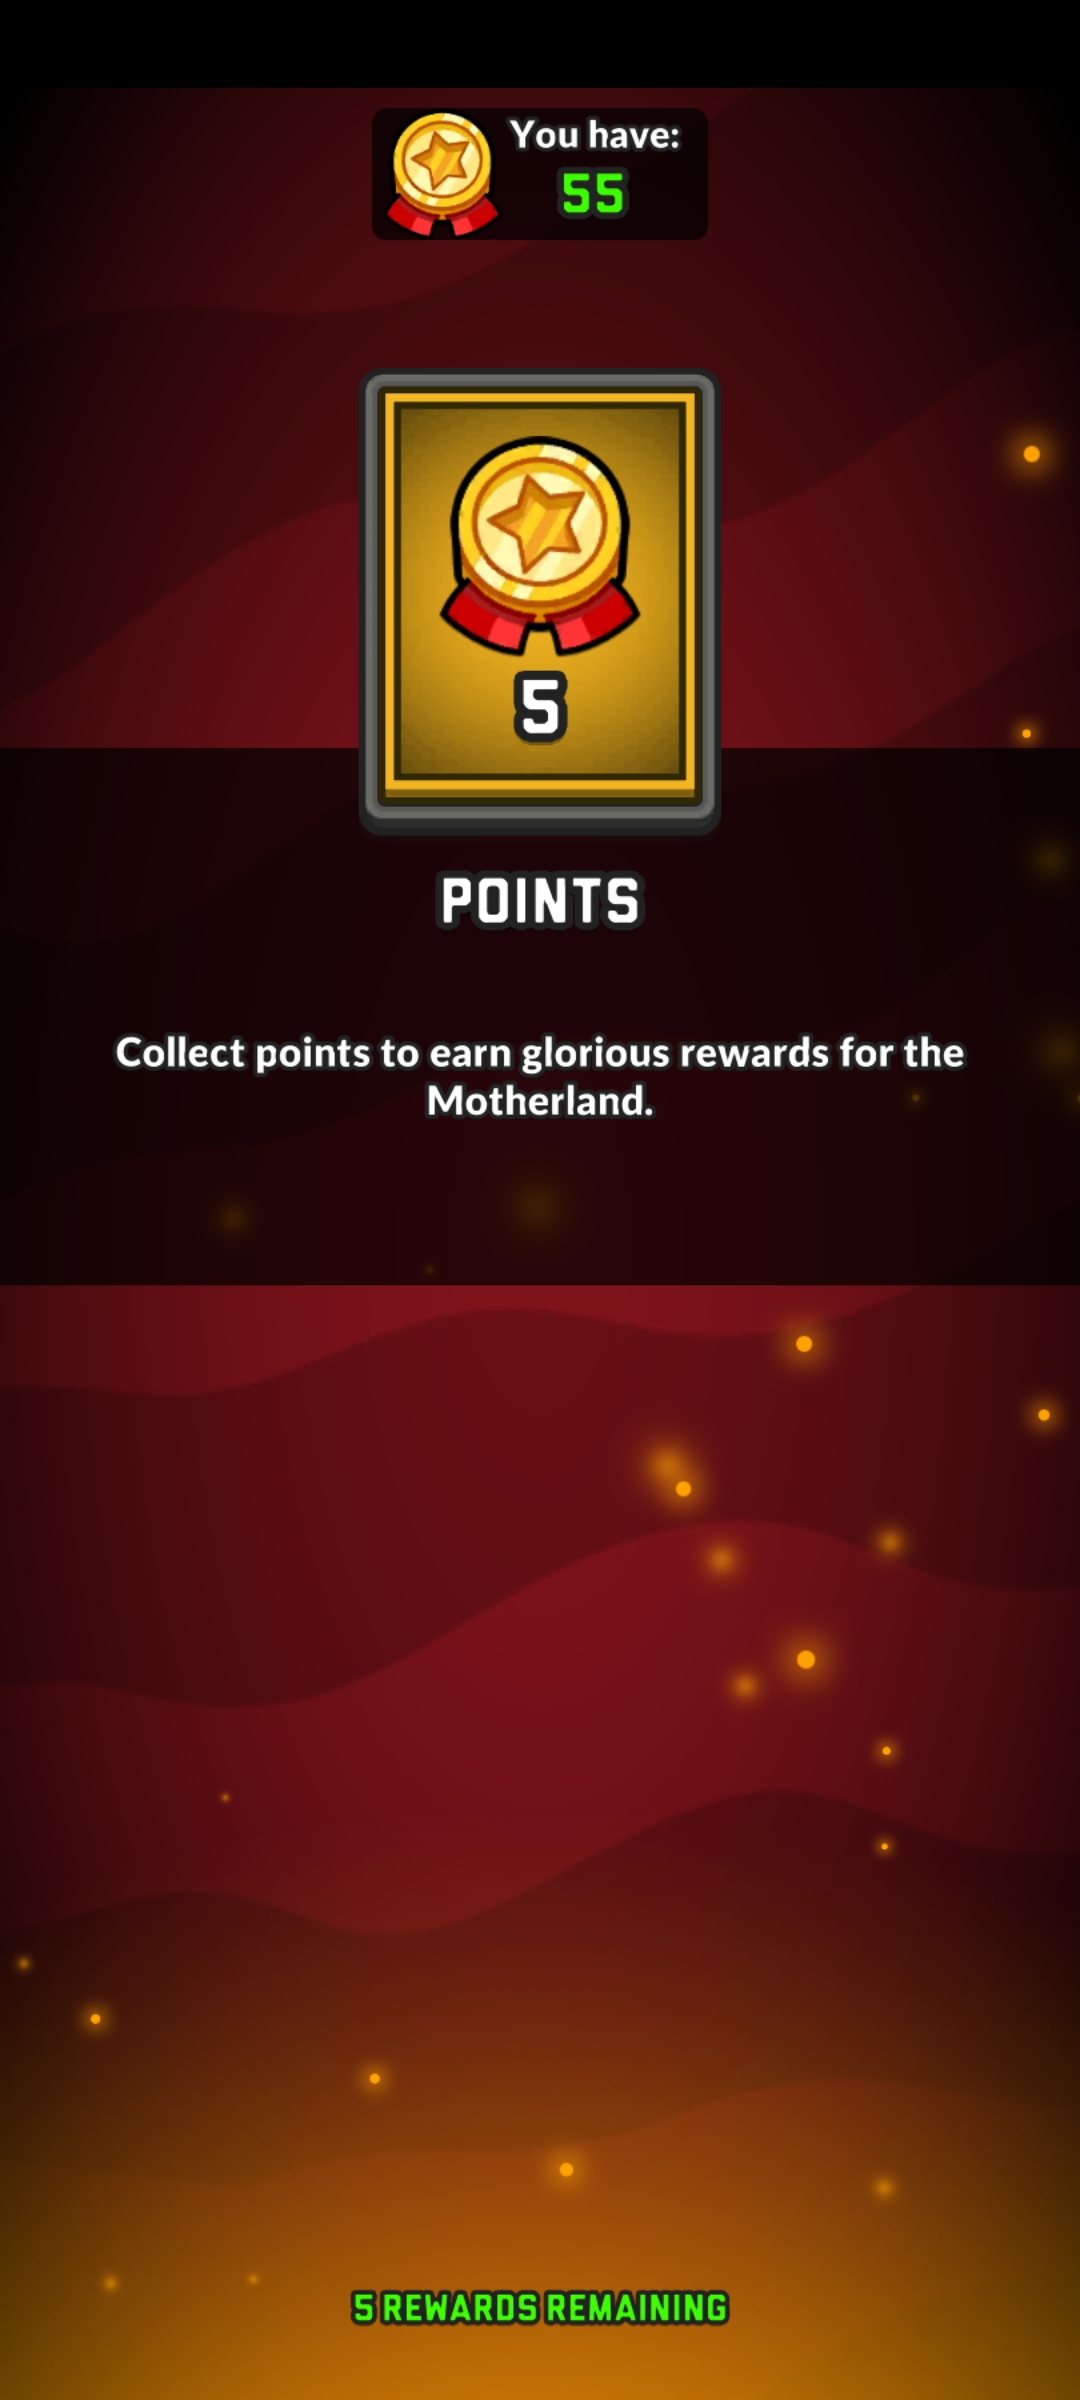 You have:
55
5
POINTS
Collect points to earn glorious rewards for the
Motherland.
5 REWARDS REMAINING